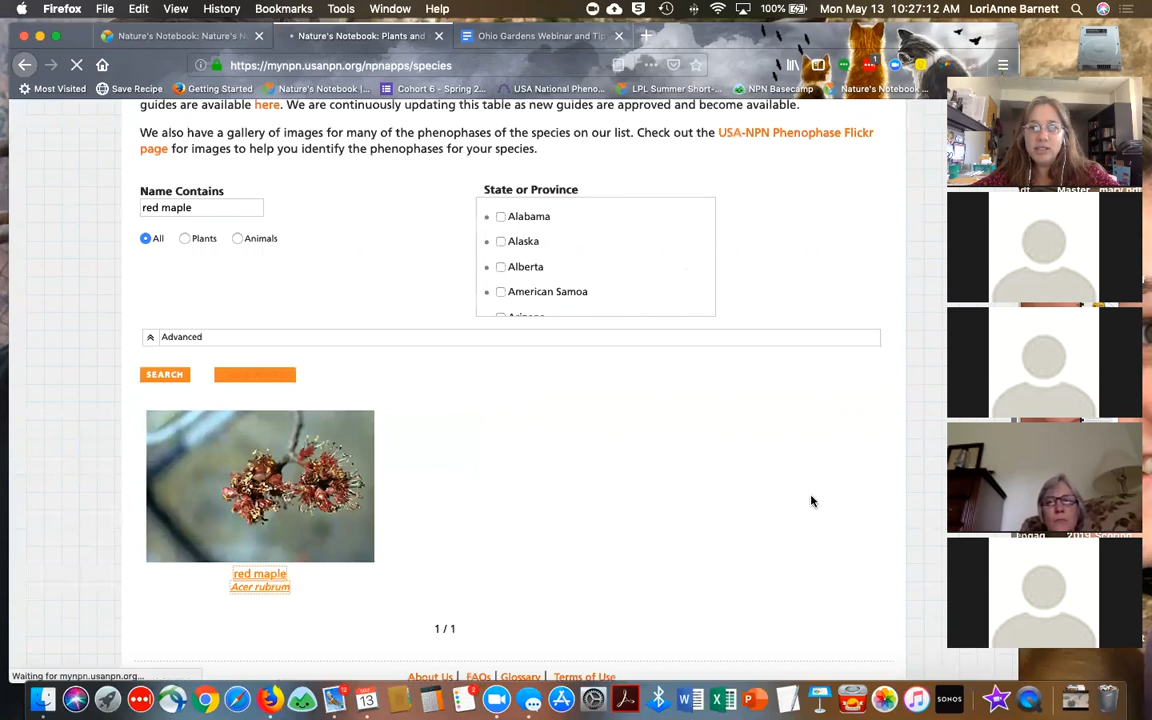 Firefox File Edit View History Bookmarks Tools Window Help 100% Mon May 13 10:27:12 AM LoriAnne Barnett
Nature's Notebook: Nature's N Nature's Notebook: Plants and Ohio Gardens Webinar and Tip
https://mynpn.usanpn.org/npnapps/species
Most Visited Save Recipe Getting Started Nature's Notebook |... Cohort 6 - Spring 2... USA National Pheno... LPL Summer Short-... NPN Basecamp Nature's Notebook ...
guides are available here. We are continuously updating this table as new guides are approved and become available.
We also have a gallery of images for many of the phenophases of the species on our list. Check out the USA-NPN Phenophase Flickr
page for images to help you identify the phenophases for your species.
Name Contains
red maple
All Plants Animals
State or Province
Alabama
Alaska
Alberta
American Samoa
Advanced
SEARCH
red maple
Acer rubrum
1 / 1
About Us | FAQs | Glossary | Terms of Use
Waiting for mynpn.usanpn.org...
Master
2019
MAY
13
SONOS